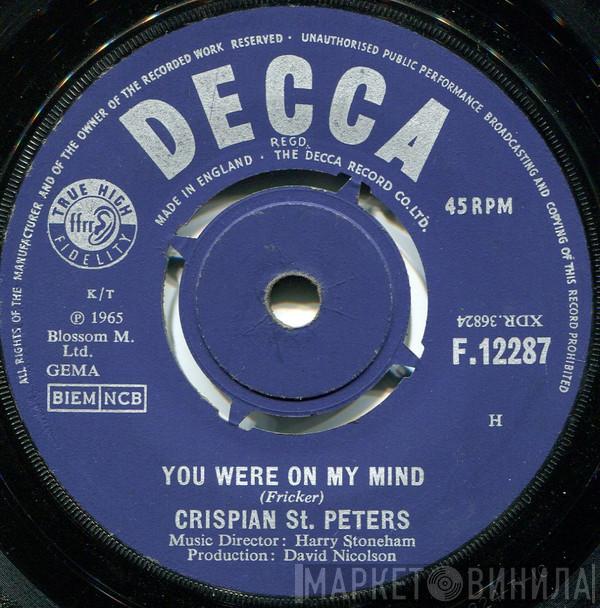 ALL RIGHTS OF THE MANUFACTURER AND OF THE OWNER OF THE RECORDED WORK RESERVED · UNAUTHORISED PUBLIC PERFORMANCE BROADCASTING AND COPYING OF THIS RECORD PROHIBITED
DECCA
REGD.
MADE IN ENGLAND · THE DECCA RECORD CO. LTD.
TRUE HIGH
ffrr
FIDELITY
45 RPM
K/T
℗ 1965
Blossom M.
Ltd.
GEMA
BIEM NCB
XDR.36824
F.12287
H
YOU WERE ON MY MIND
(Fricker)
CRISPIAN St. PETERS
Music Director: Harry Stoneham
Production: David Nicolson
МАРКЕТ ВИНИЛА